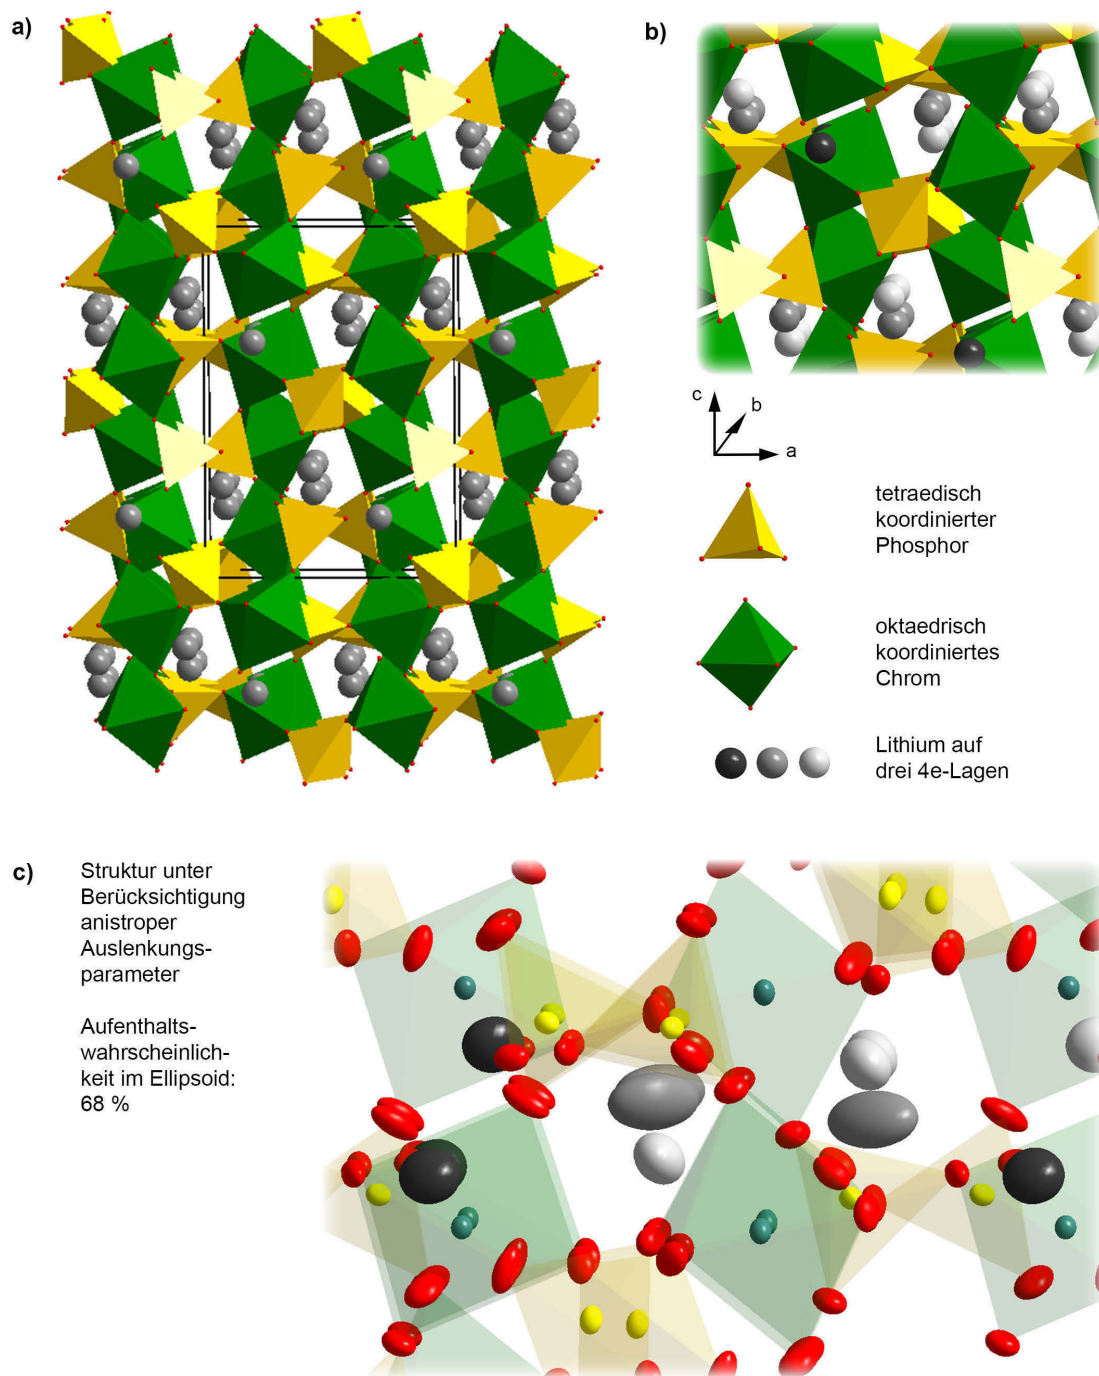 a)
b)
c
b
a
tetraedisch
koordinierter
Phosphor
oktaedrisch
koordiniertes
Chrom
Lithium auf
drei 4e-Lagen
c)
Struktur unter
Berücksichtigung
anistroper
Auslenkungs-
parameter
Aufenthalts-
wahrscheinlich-
keit im Ellipsoid:
68 %